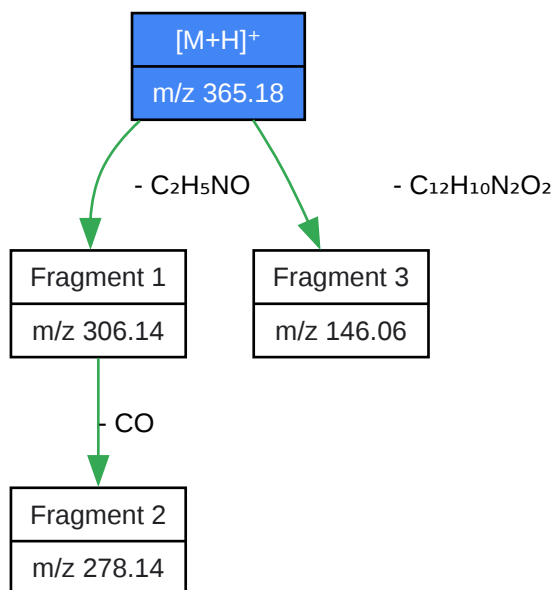 [M+H]⁺
m/z 365.18
- C₂H₅NO
- C₁₂H₁₀N₂O₂
Fragment 1
m/z 306.14
Fragment 3
m/z 146.06
- CO
Fragment 2
m/z 278.14